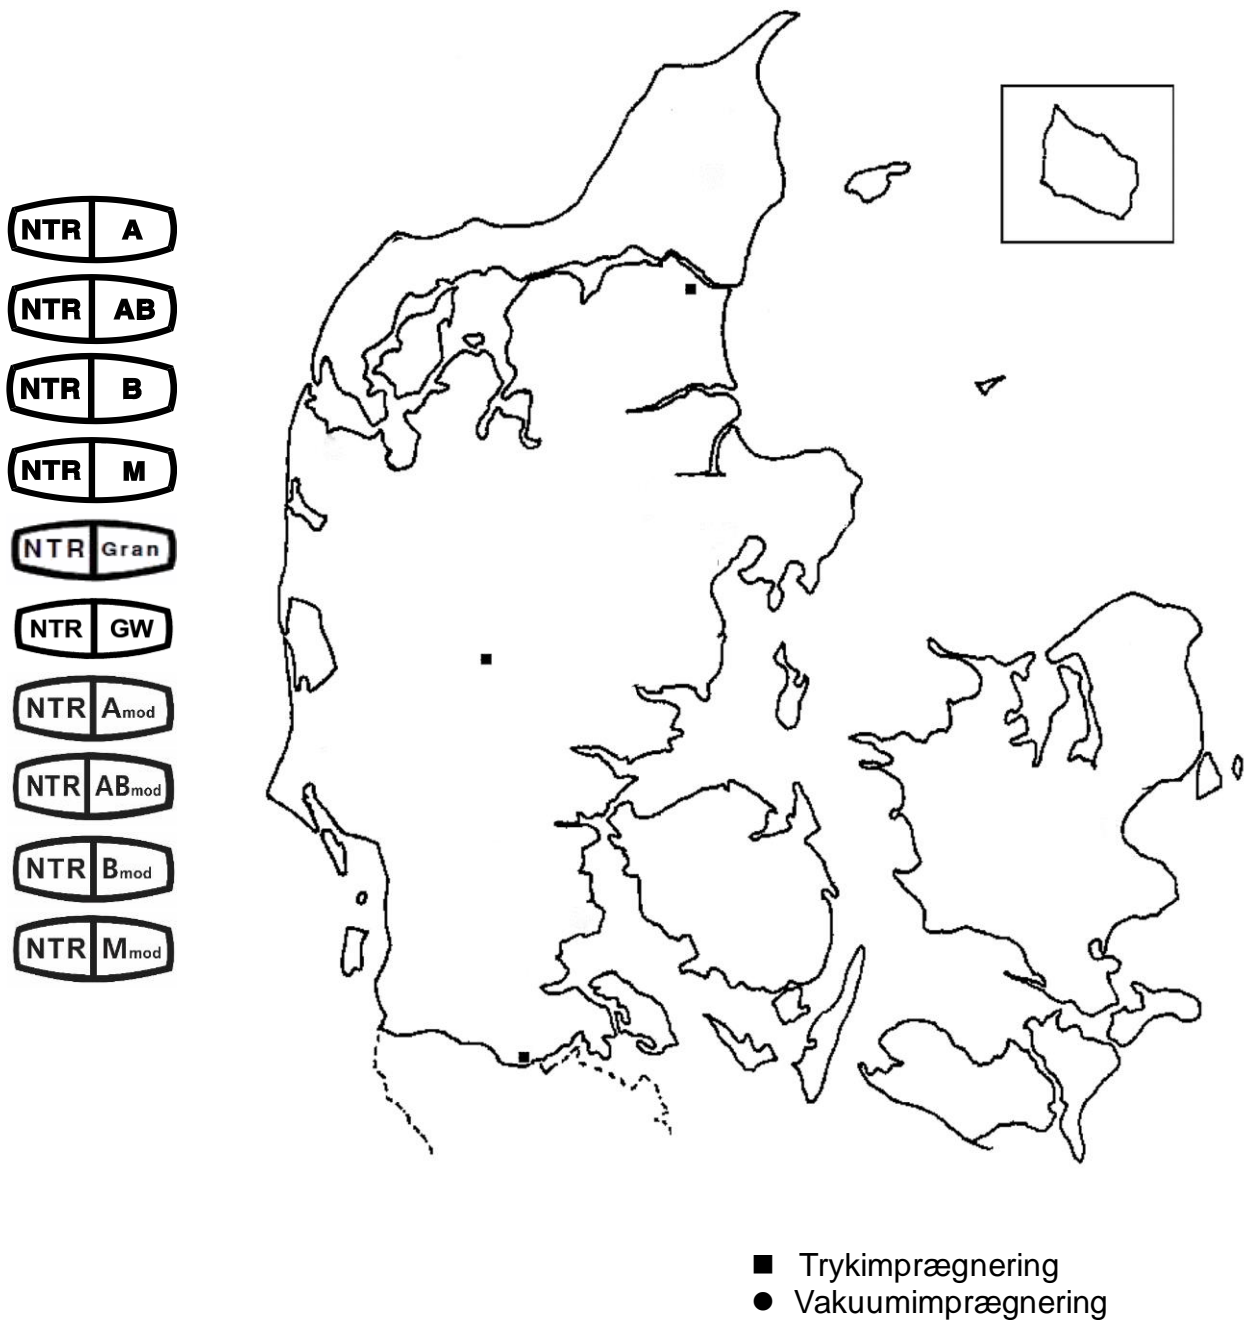 NTR A
NTR AB
NTR B
NTR M
NTR Gran
NTR GW
NTR Amod
NTR ABmod
NTR Bmod
NTR Mmod
Trykimprægnering
Vakuumimprægnering